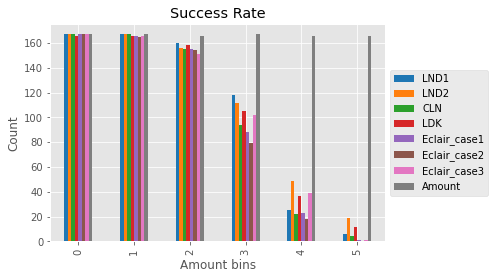 Success Rate
160
140
120
100
80
60
40
20
0
Count
0
1
2
3
4
5
Amount bins
LND1
LND2
CLN
LDK
Eclair_case1
Eclair_case2
Eclair_case3
Amount